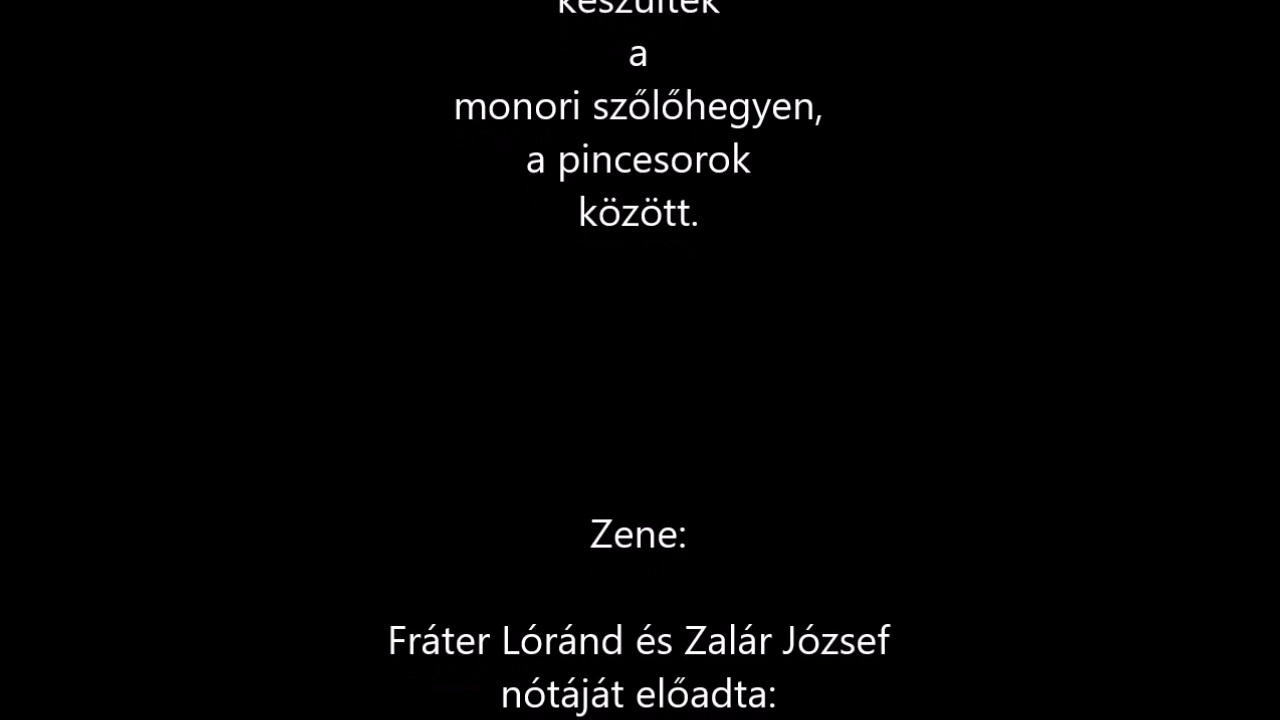 készültek
a
monori szőlőhegyen,
a pincesorok
között.
Zene:
Fráter Lóránd és Zalár József
nótáját előadta: